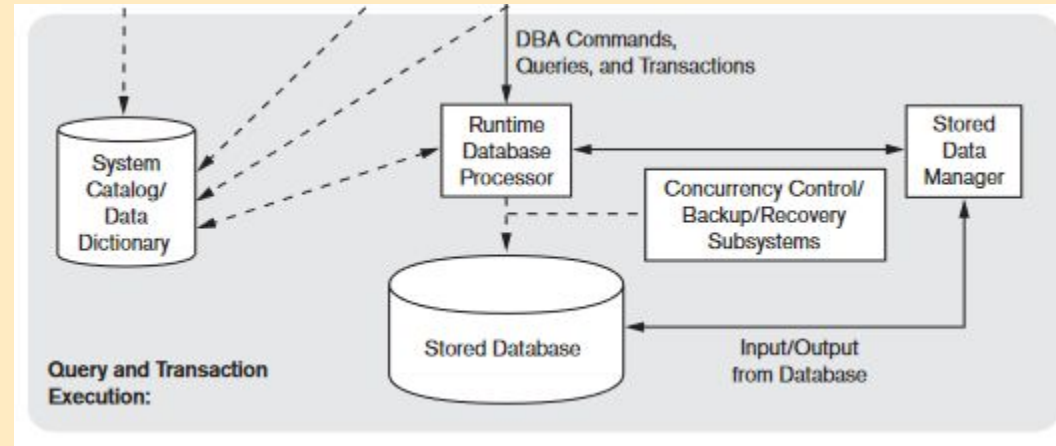 DBA Commands,
Queries, and Transactions
System
Catalog/
Data
Dictionary
Runtime
Database
Processor
Stored
Data
Manager
Concurrency Control/
Backup/Recovery
Subsystems
Stored Database
Input/Output
from Database
Query and Transaction
Execution: